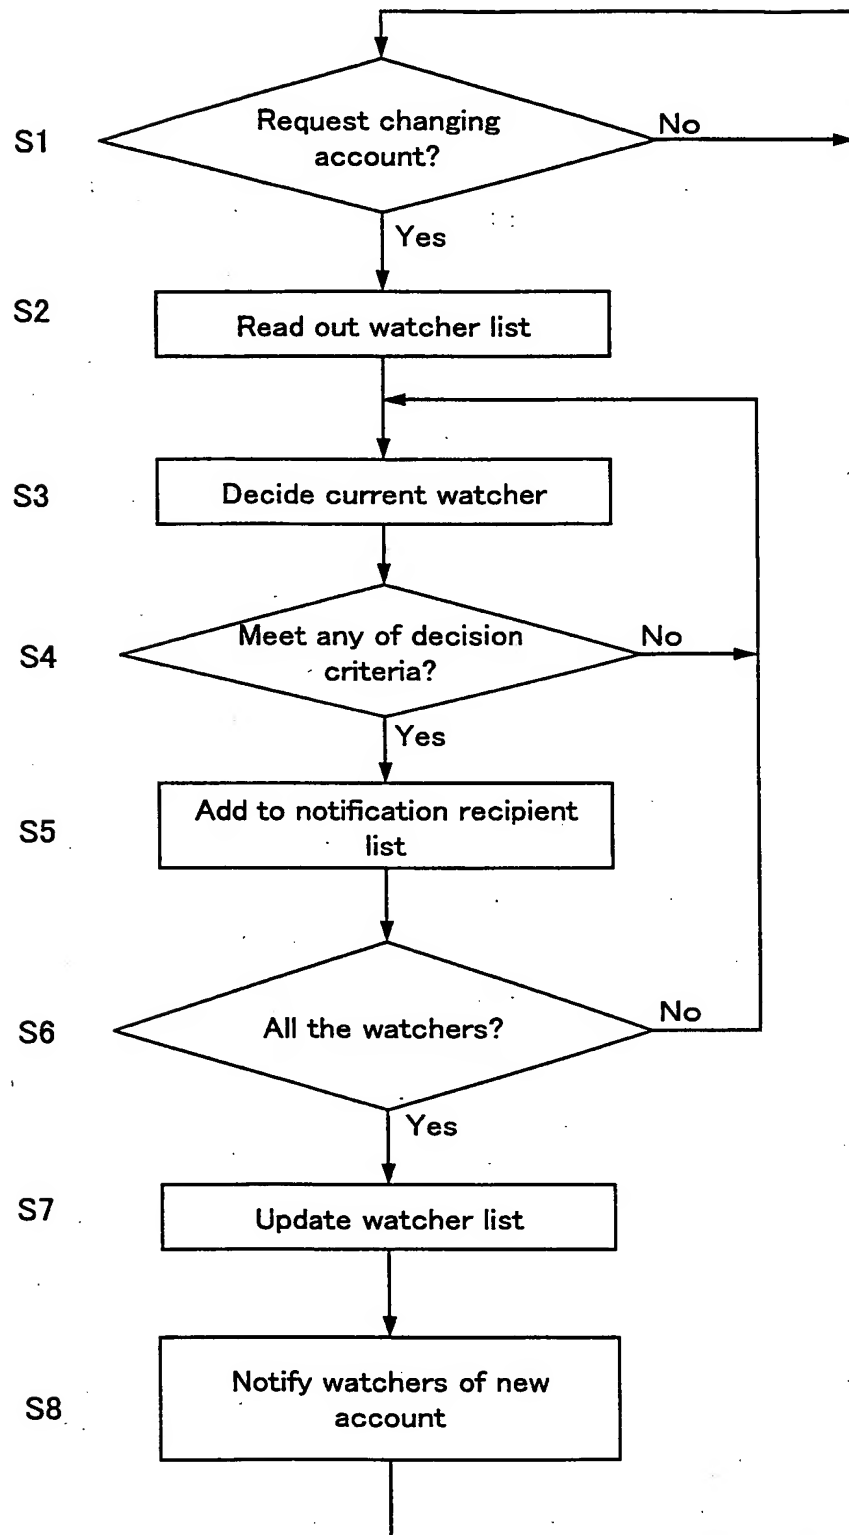 S1
Request changing
account?
No
Yes
S2
Read out watcher list
S3
Decide current watcher
S4
Meet any of decision
criteria?
No
Yes
S5
Add to notification recipient
list
S6
All the watchers?
No
Yes
S7
Update watcher list
S8
Notify watchers of new
account